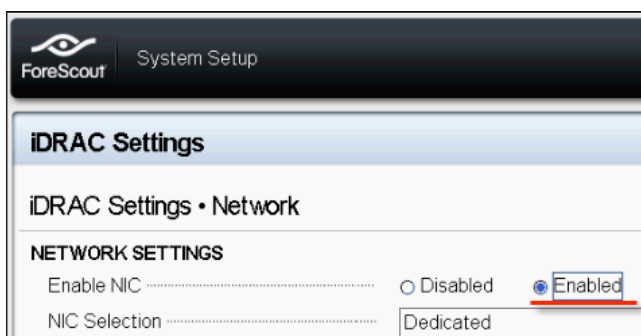 ForeScout
System Setup
iDRAC Settings
iDRAC Settings • Network
NETWORK SETTINGS
Enable NIC Disabled Enabled
NIC Selection Dedicated